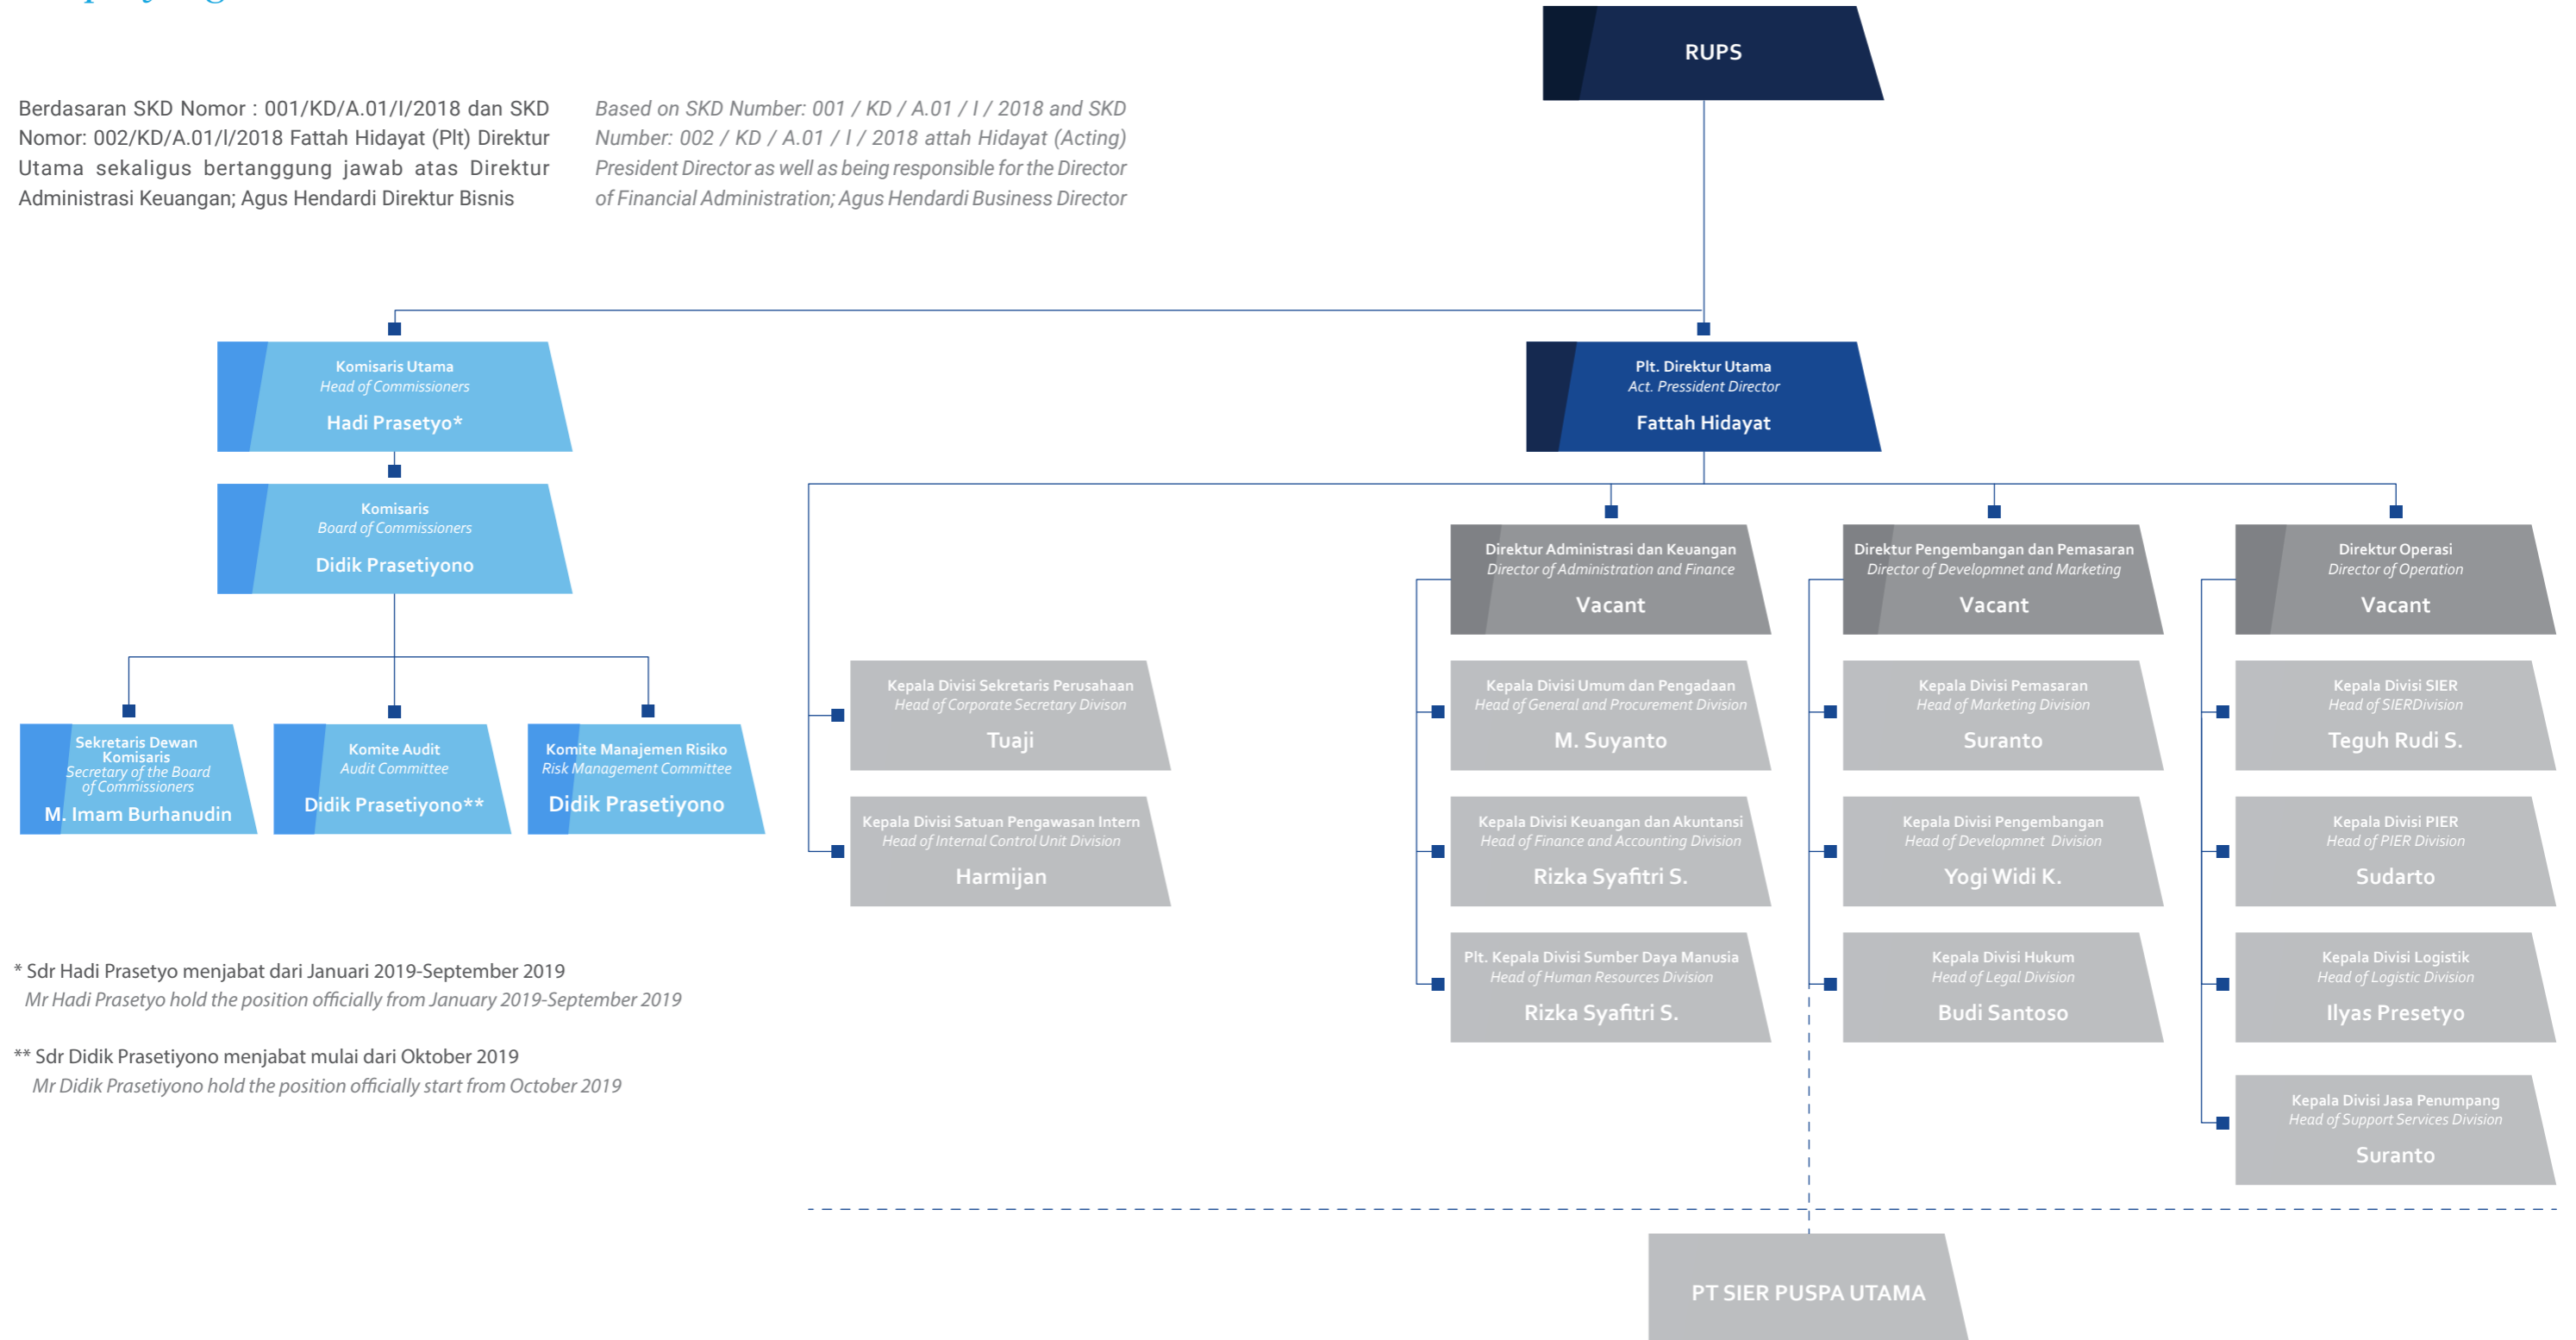 RUPS
Berdasaran SKD Nomor : 001/KD/A.01/I/2018 dan SKD
Nomor: 002/KD/A.01/l/2018 Fattah Hidayat (Plt) Direktur
Utama sekaligus bertanggung jawab atas Direktur
Administrasi Keuangan; Agus Hendardi Direktur Bisnis
Based on SKD Number: 001 / KD / A.01 / I / 2018 and SKD
Number: 002 / KD / A.01 / l / 2018 attah Hidayat (Acting)
President Director as well as being responsible for the Director
of Financial Administration; Agus Hendardi Business Director
Komisaris Utama
Head of Commissioners
Hadi Prasetyo*
Plt. Direktur Utama
Act. Pressident Director
Fattah Hidayat
Komisaris
Board of Commissioners
Didik Prasetiyono
Sekretaris Dewan
Komisaris
Secretary of the Board
of Commissioners
M. Imam Burhanudin
Komite Audit
Audit Committee
Didik Prasetiyono**
Komite Manajemen Risiko
Risk Management Committee
Didik Prasetiyono
Kepala Divisi Sekretaris Perusahaan
Head of Corporate Secretary Divison
Tuaji
Kepala Divisi Satuan Pengawasan Intern
Head of Internal Control Unit Division
Harmijan
Direktur Administrasi dan Keuangan
Director of Administration and Finance
Vacant
Kepala Divisi Umum dan Pengadaan
Head of General and Procurement Division
M. Suyanto
Kepala Divisi Keuangan dan Akuntansi
Head of Finance and Accounting Division
Rizka Syafitri S.
Plt. Kepala Divisi Sumber Daya Manusia
Head of Human Resources Division
Rizka Syafitri S.
Direktur Pengembangan dan Pemasaran
Director of Developmnet and Marketing
Vacant
Kepala Divisi Pemasaran
Head of Marketing Division
Suranto
Kepala Divisi Pengembangan
Head of Developmnet Division
Yogi Widi K.
Kepala Divisi Hukum
Head of Legal Division
Budi Santoso
Direktur Operasi
Director of Operation
Vacant
Kepala Divisi SIER
Head of SIERDivision
Teguh Rudi S.
Kepala Divisi PIER
Head of PIER Division
Sudarto
Kepala Divisi Logistik
Head of Logistic Division
Ilyas Presetyo
Kepala Divisi Jasa Penumpang
Head of Support Services Division
Suranto
* Sdr Hadi Prasetyo menjabat dari Januari 2019-September 2019
Mr Hadi Prasetyo hold the position officially from January 2019-September 2019
** Sdr Didik Prasetiyono menjabat mulai dari Oktober 2019
Mr Didik Prasetiyono hold the position officially start from October 2019
PT SIER PUSPA UTAMA